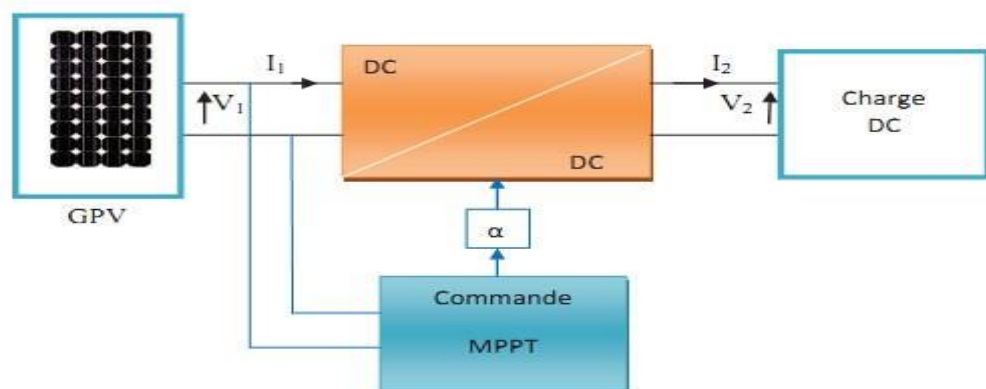 I1
DC
I2
V1
V2
Charge
DC
DC
GPV
α
Commande
MPPT